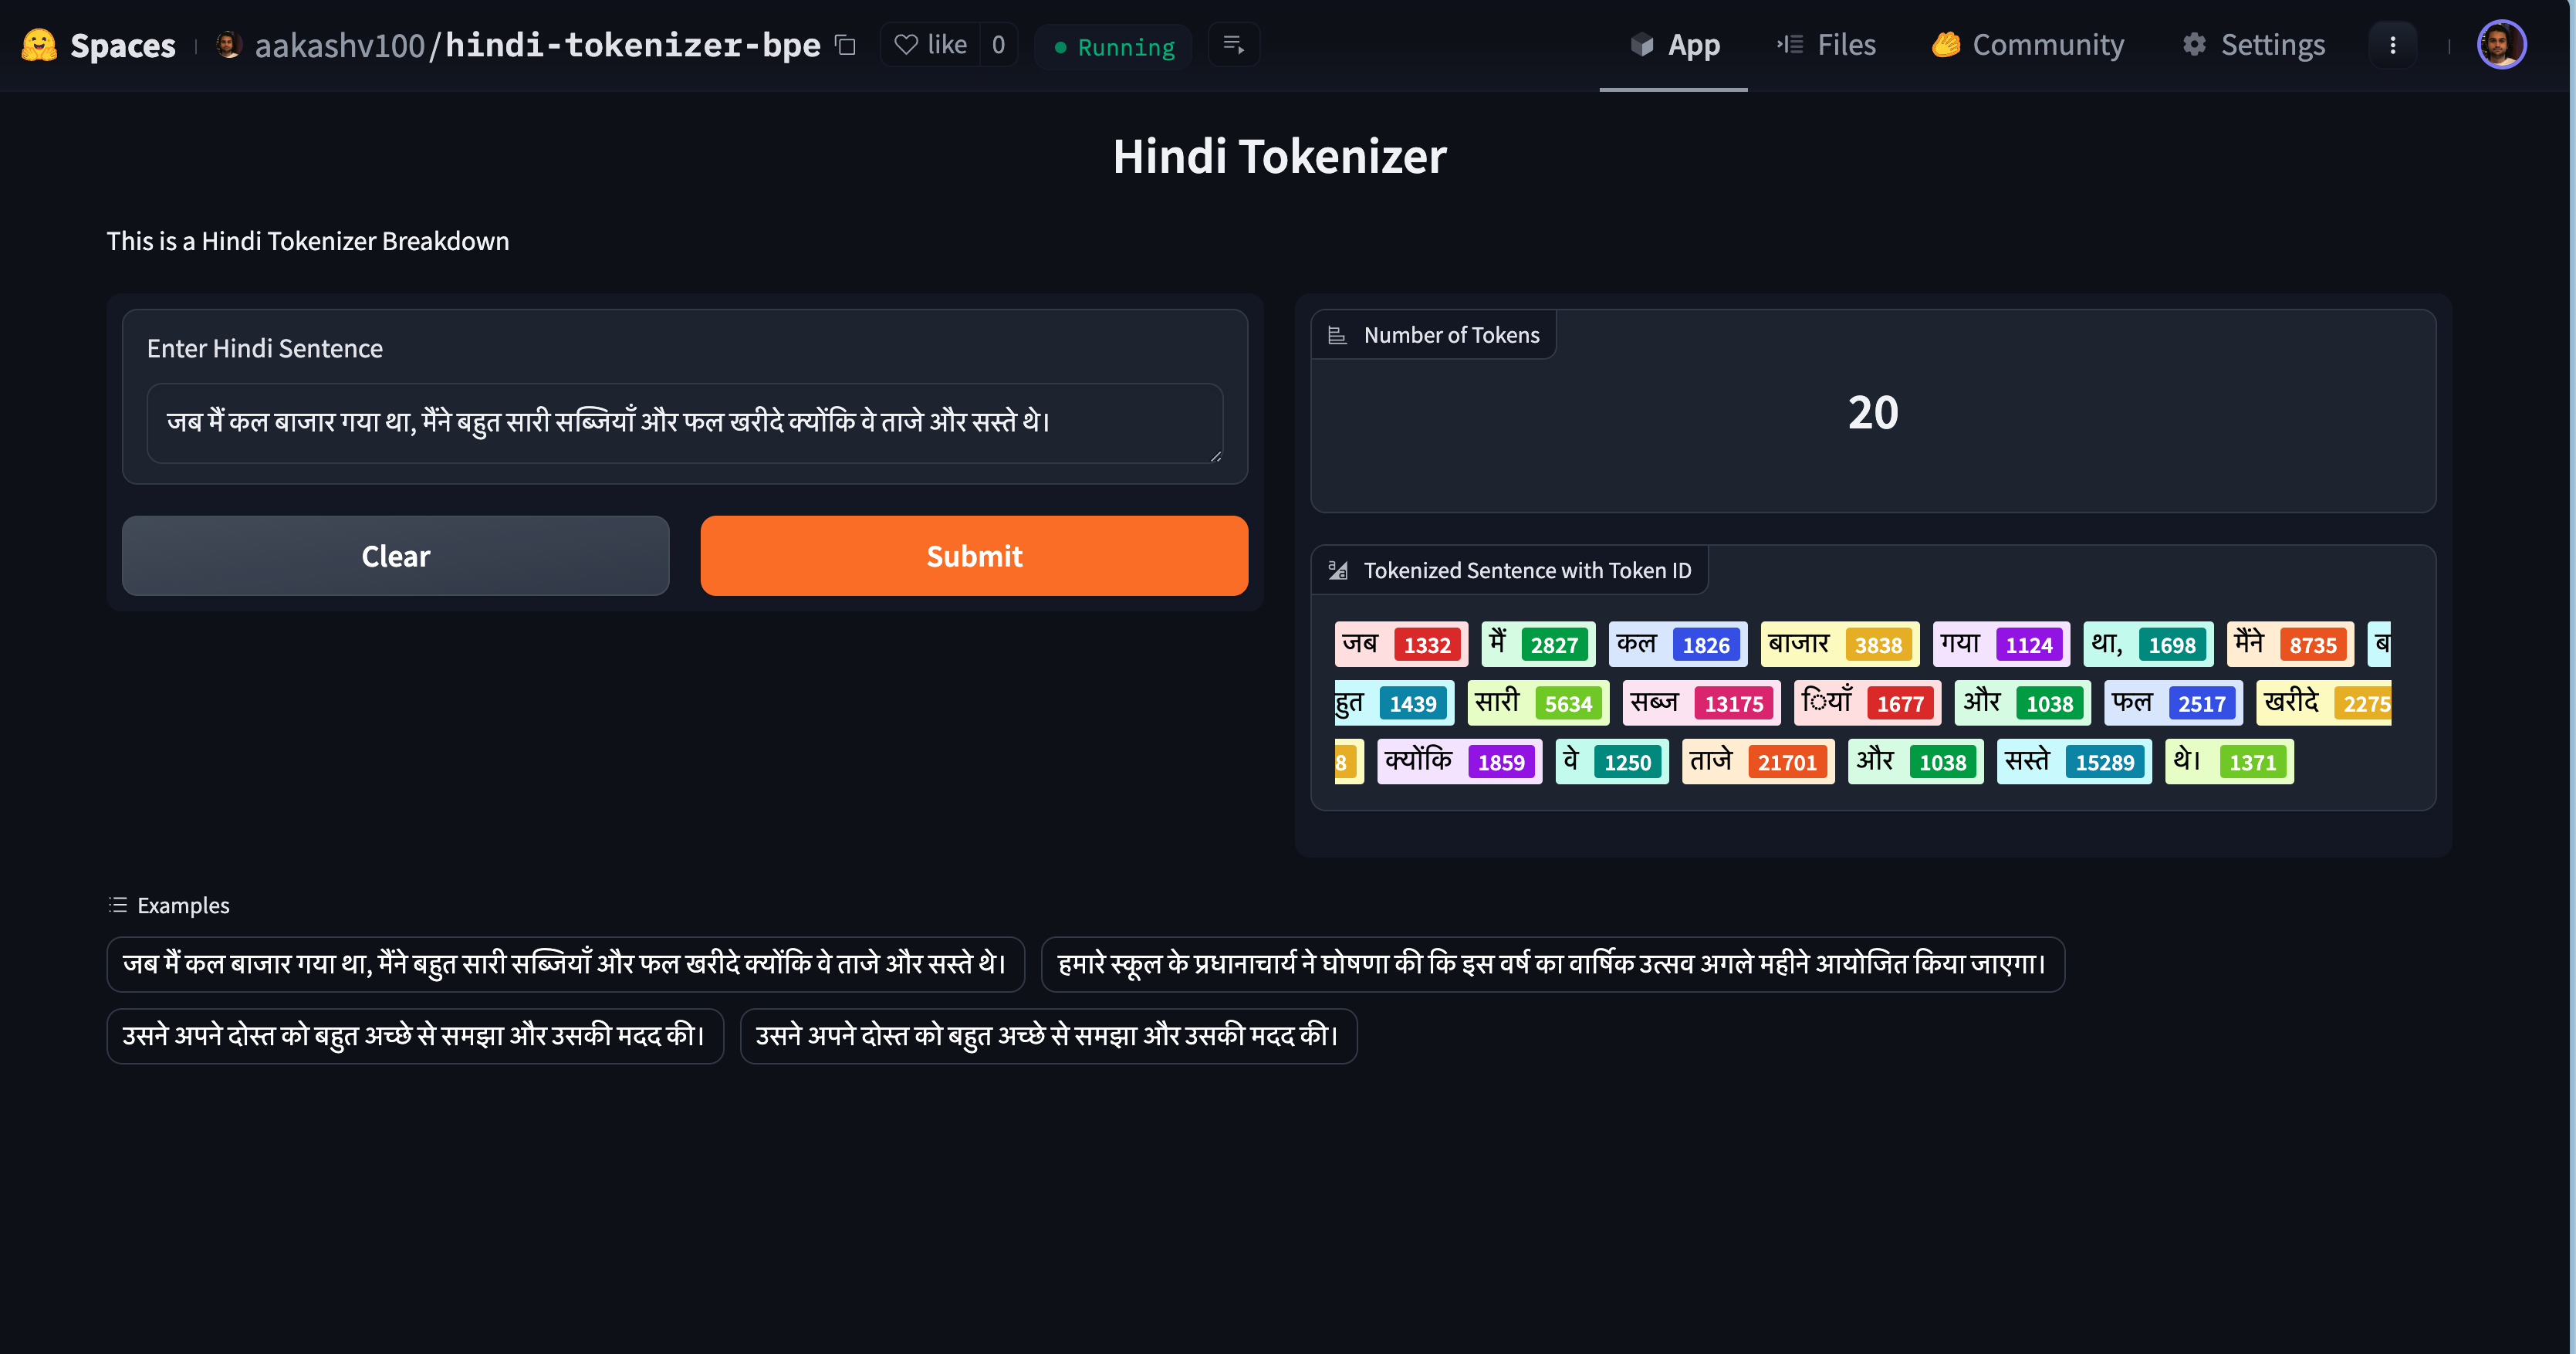 Spaces aakashv100/hindi-tokenizer-bpe like 0 Running App Files Community Settings
Hindi Tokenizer
This is a Hindi Tokenizer Breakdown
Enter Hindi Sentence
जब मैं कल बाजार गया था, मैंने बहुत सारी सब्जियाँ और फल खरीदे क्योंकि वे ताजे और सस्ते थे।
Clear Submit
Number of Tokens
20
Tokenized Sentence with Token ID
जब 1332 मैं 2827 कल 1826 बाजार 3838 गया 1124 था, 1698 मैंने 8735 ब
हुत 1439 सारी 5634 सब्ज 13175 ियाँ 1677 और 1038 फल 2517 खरीदे 2275
8 क्योंकि 1859 वे 1250 ताजे 21701 और 1038 सस्ते 15289 थे। 1371
Examples
जब मैं कल बाजार गया था, मैंने बहुत सारी सब्जियाँ और फल खरीदे क्योंकि वे ताजे और सस्ते थे। हमारे स्कूल के प्रधानाचार्य ने घोषणा की कि इस वर्ष का वार्षिक उत्सव अगले महीने आयोजित किया जाएगा।
उसने अपने दोस्त को बहुत अच्छे से समझा और उसकी मदद की। उसने अपने दोस्त को बहुत अच्छे से समझा और उसकी मदद की।